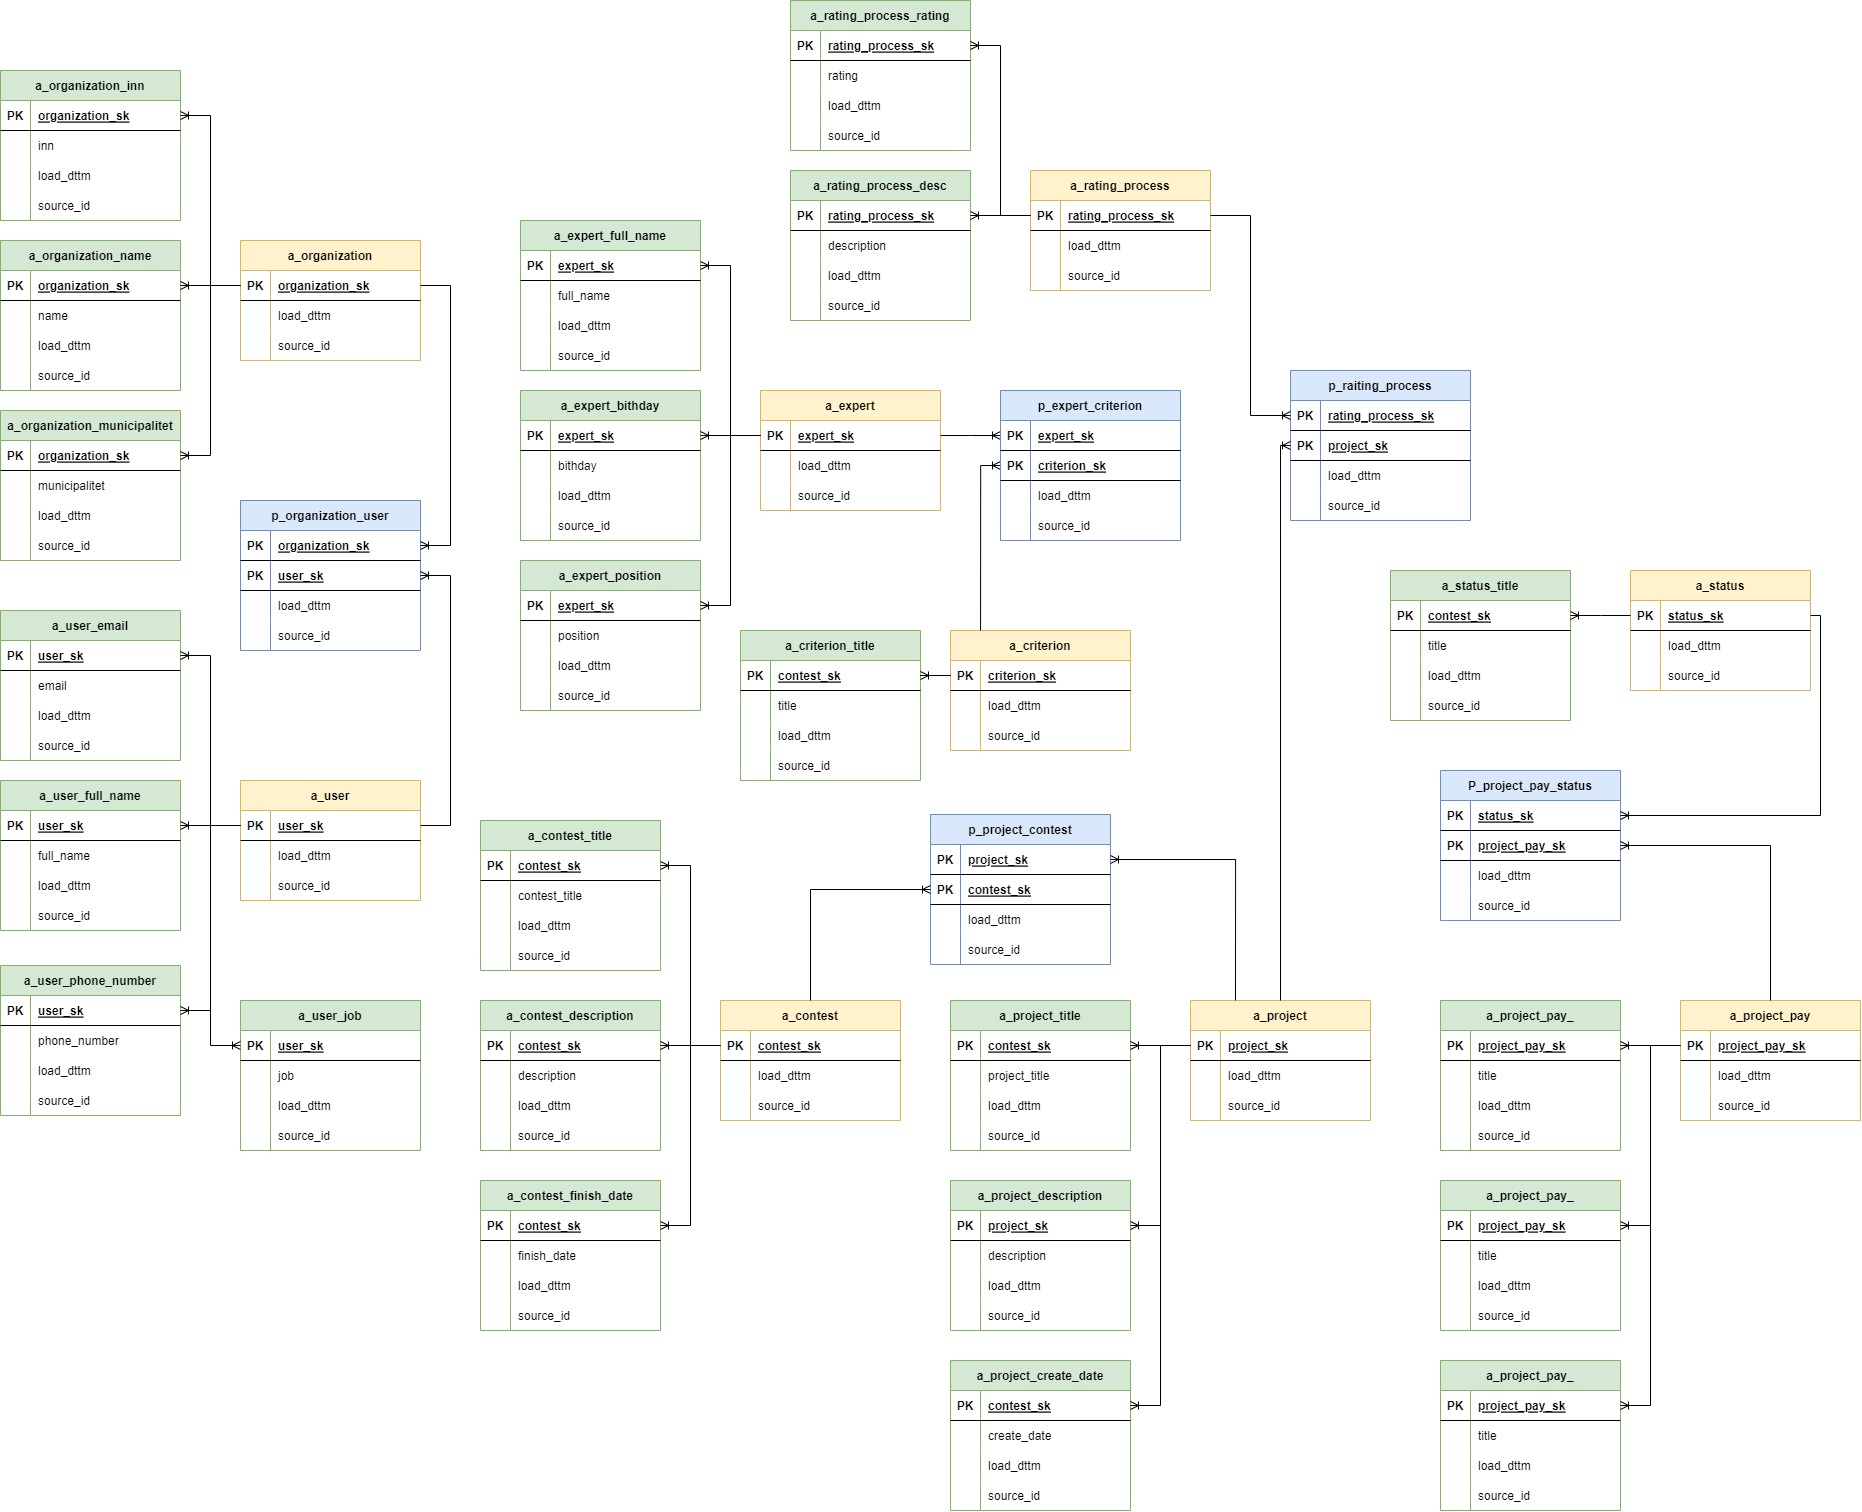 a_rating_process_rating
PK rating_process_sk
rating
load_dttm
source_id
a_organization_inn
PK organization_sk
inn
load_dttm
source_id
a_rating_process_desc
PK rating_process_sk
description
load_dttm
source_id
a_rating_process
PK rating_process_sk
load_dttm
source_id
a_organization_name
PK organization_sk
name
load_dttm
source_id
a_organization
PK organization_sk
load_dttm
source_id
a_expert_full_name
PK expert_sk
full_name
load_dttm
source_id
a_organization_municipalitet
PK organization_sk
municipalitet
load_dttm
source_id
a_expert_bithday
PK expert_sk
bithday
load_dttm
source_id
a_expert
PK expert_sk
load_dttm
source_id
p_expert_criterion
PK expert_sk
PK criterion_sk
load_dttm
source_id
p_raiting_process
PK rating_process_sk
PK project_sk
load_dttm
source_id
p_organization_user
PK organization_sk
PK user_sk
load_dttm
source_id
a_expert_position
PK expert_sk
position
load_dttm
source_id
a_status_title
PK contest_sk
title
load_dttm
source_id
a_status
PK status_sk
load_dttm
source_id
a_user_email
PK user_sk
email
load_dttm
source_id
a_criterion_title
PK contest_sk
title
load_dttm
source_id
a_criterion
PK criterion_sk
load_dttm
source_id
a_user_full_name
PK user_sk
full_name
load_dttm
source_id
a_user
PK user_sk
load_dttm
source_id
a_contest_title
PK contest_sk
contest_title
load_dttm
source_id
p_project_contest
PK project_sk
PK contest_sk
load_dttm
source_id
P_project_pay_status
PK status_sk
PK project_pay_sk
load_dttm
source_id
a_user_phone_number
PK user_sk
phone_number
load_dttm
source_id
a_user_job
PK user_sk
job
load_dttm
source_id
a_contest_description
PK contest_sk
description
load_dttm
source_id
a_contest
PK contest_sk
load_dttm
source_id
a_project_title
PK contest_sk
project_title
load_dttm
source_id
a_project
PK project_sk
load_dttm
source_id
a_project_pay_
PK project_pay_sk
title
load_dttm
source_id
a_project_pay
PK project_pay_sk
load_dttm
source_id
a_contest_finish_date
PK contest_sk
finish_date
load_dttm
source_id
a_project_description
PK project_sk
description
load_dttm
source_id
a_project_pay_
PK project_pay_sk
title
load_dttm
source_id
a_project_create_date
PK contest_sk
create_date
load_dttm
source_id
a_project_pay_
PK project_pay_sk
title
load_dttm
source_id